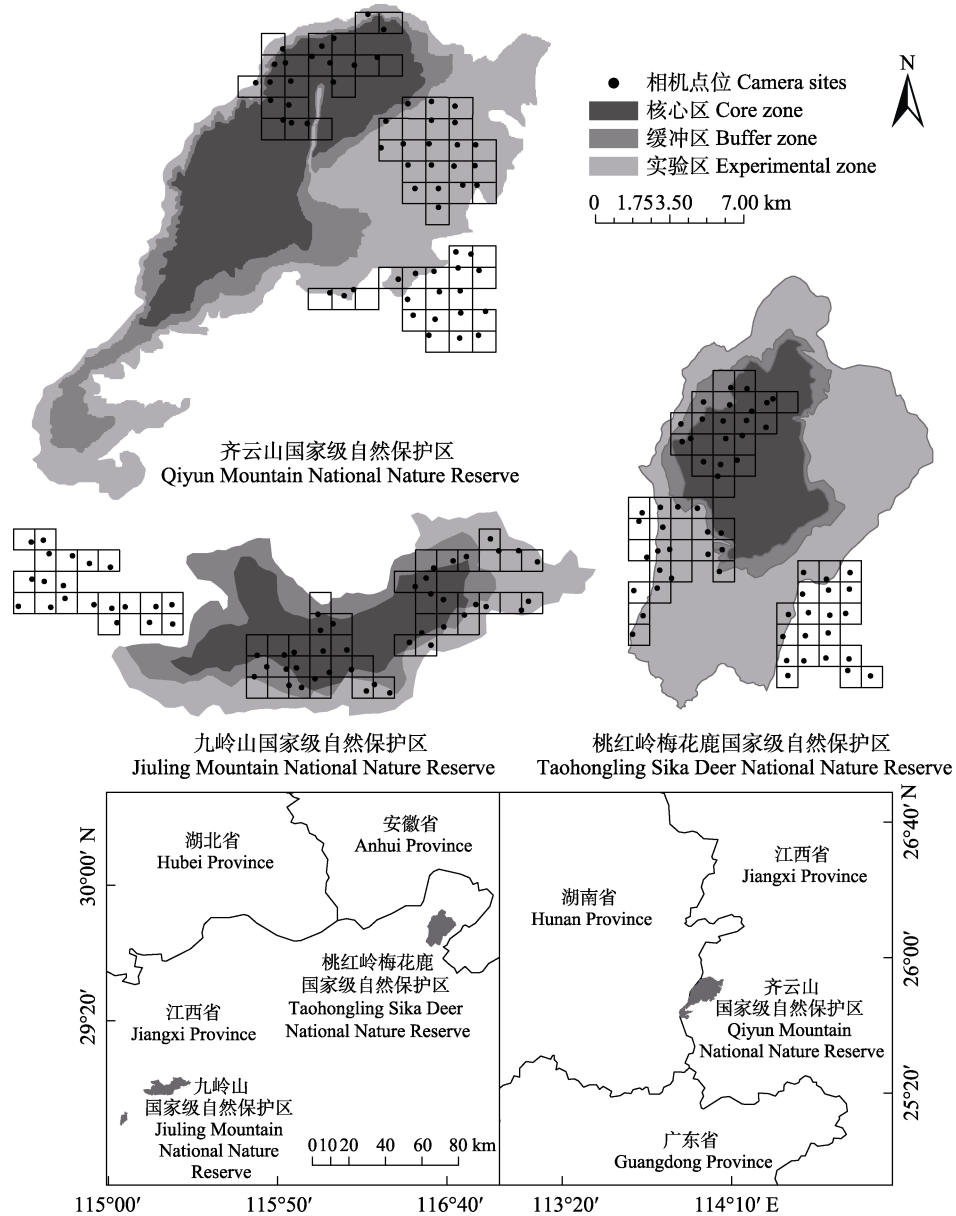 N
相机点位 Camera sites
核心区 Core zone
缓冲区 Buffer zone
实验区 Experimental zone
0 1.75 3.50 7.00 km
齐云山国家级自然保护区
Qiyun Mountain National Nature Reserve
九岭山国家级自然保护区
Jiuling Mountain National Nature Reserve
桃红岭梅花鹿国家级自然保护区
Taohongling Sika Deer National Nature Reserve
湖北省
Hubei Province
安徽省
Anhui Province
30°00′ N
29°20′
桃红岭梅花鹿
国家级自然保护区
Taohongling Sika Deer
National Nature Reserve
江西省
Jiangxi Province
九岭山
国家级自然保护区
Jiuling Mountain
National Nature
Reserve
0 10 20 40 60 80 km
115°00′ 115°50′ 116°40′
湖南省
Hunan Province
江西省
Jiangxi Province
26°40′ N
26°00′
25°20′
齐云山
国家级自然保护区
Qiyun Mountain
National Nature Reserve
广东省
Guangdong Province
113°20′ 114°10′ E